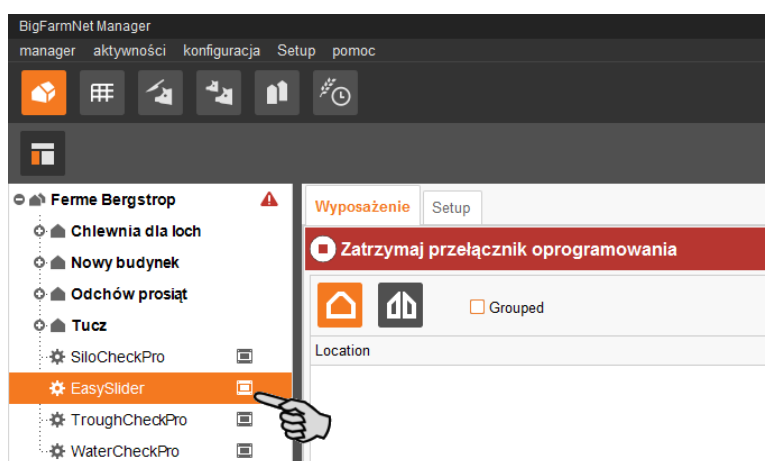 BigFarmNet Manager
manager aktywności konfiguracja Setup pomoc
Ferme Bergstrop
Chlewnia dla loch
Nowy budynek
Odchów prosiąt
Tucz
SiloCheckPro
EasySlider
TroughCheckPro
WaterCheckPro
Wyposażenie Setup
Zatrzymaj przełącznik oprogramowania
Grouped
Location